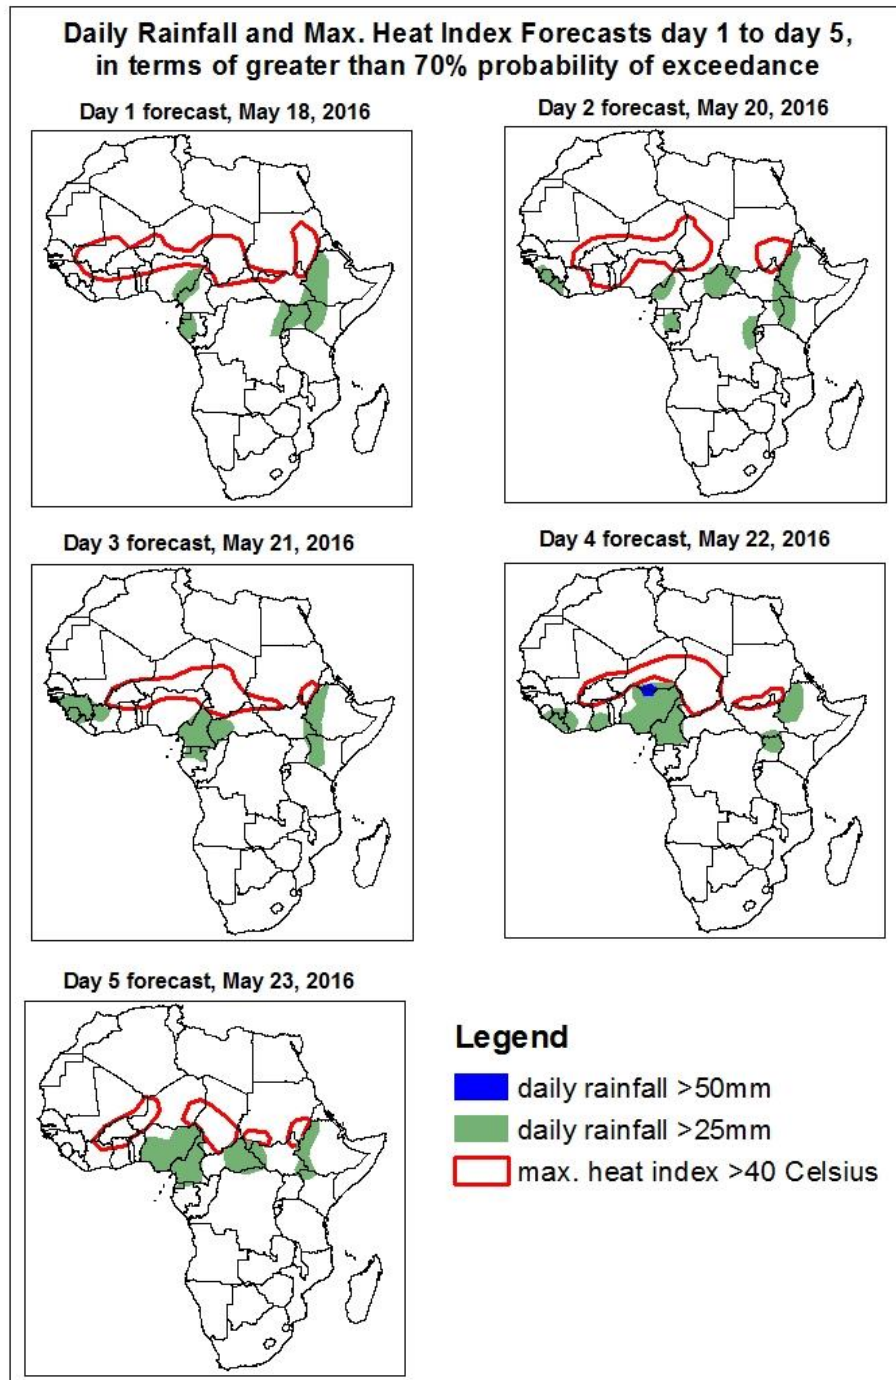 Daily Rainfall and Max. Heat Index Forecasts day 1 to day 5,
in terms of greater than 70% probability of exceedance
Day 1 forecast, May 18, 2016
Day 2 forecast, May 20, 2016
Day 3 forecast, May 21, 2016
Day 4 forecast, May 22, 2016
Day 5 forecast, May 23, 2016
Legend
daily rainfall >50mm
daily rainfall >25mm
max. heat index >40 Celsius